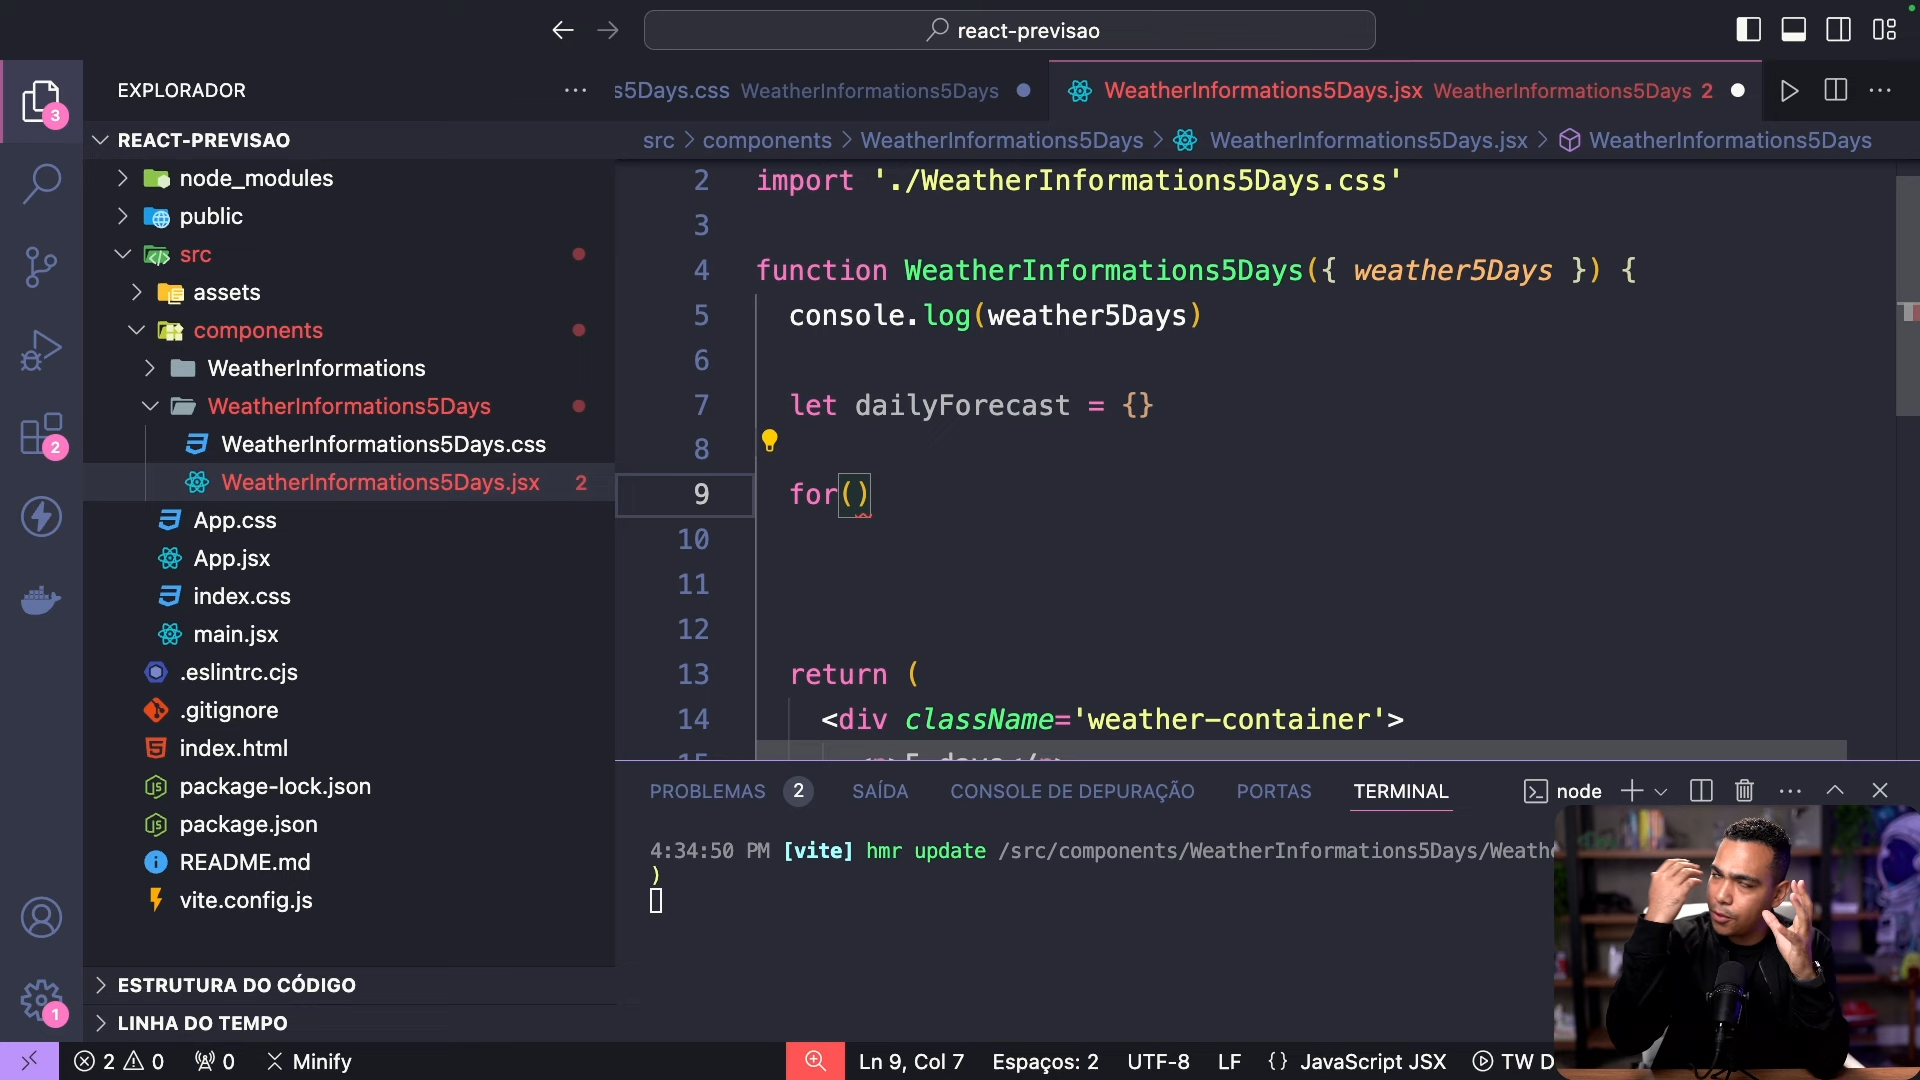 react-previsao
EXPLORADOR
s5Days.css WeatherInformations5Days
WeatherInformations5Days.jsx WeatherInformations5Days 2
3
REACT-PREVISAO
src > components > WeatherInformations5Days > WeatherInformations5Days.jsx > WeatherInformations5Days
node_modules
public
src
assets
components
WeatherInformations
WeatherInformations5Days
WeatherInformations5Days.css
WeatherInformations5Days.jsx 2
App.css
App.jsx
index.css
main.jsx
.eslintrc.cjs
.gitignore
index.html
package-lock.json
package.json
README.md
vite.config.js
ESTRUTURA DO CÓDIGO
LINHA DO TEMPO
2
1
2 import './WeatherInformations5Days.css'
3
4 function WeatherInformations5Days({ weather5Days }) {
5 console.log(weather5Days)
6
7 let dailyForecast = {}
8
9 for()
10
11
12
13 return (
14 <div className='weather-container'>
PROBLEMAS 2 SAÍDA CONSOLE DE DEPURAÇÃO PORTAS TERMINAL node
4:34:50 PM [vite] hmr update /src/components/WeatherInformations5Days/Weathe
)
2 0 0 Minify Ln 9, Col 7 Espaços: 2 UTF-8 LF {} JavaScript JSX TW D